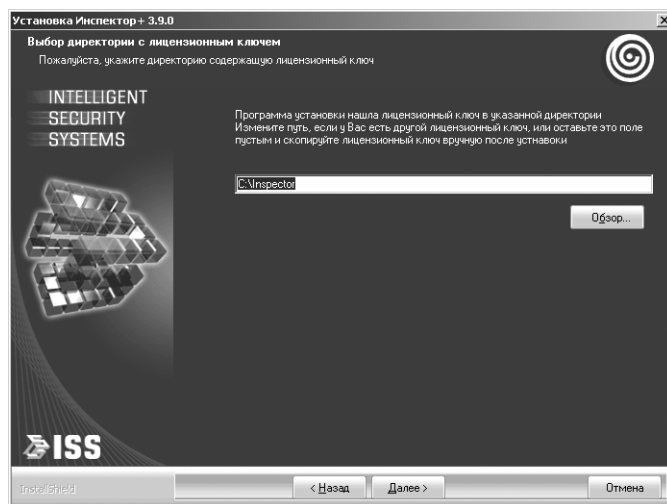 Установка Инспектор+ 3.9.0
Выбор директории с лицензионным ключем
Пожалуйста, укажите директорию содержащую лицензионный ключ
INTELLIGENT
SECURITY
SYSTEMS
Программа установки нашла лицензионный ключ в указанной директории
Измените путь, если у Вас есть другой лицензионный ключ, или оставьте это поле
пустым и скопируйте лицензионный ключ вручную после устнавоки
C:\Inspector
Обзор...
ISS
InstallShield
< Назад
Далее >
Отмена